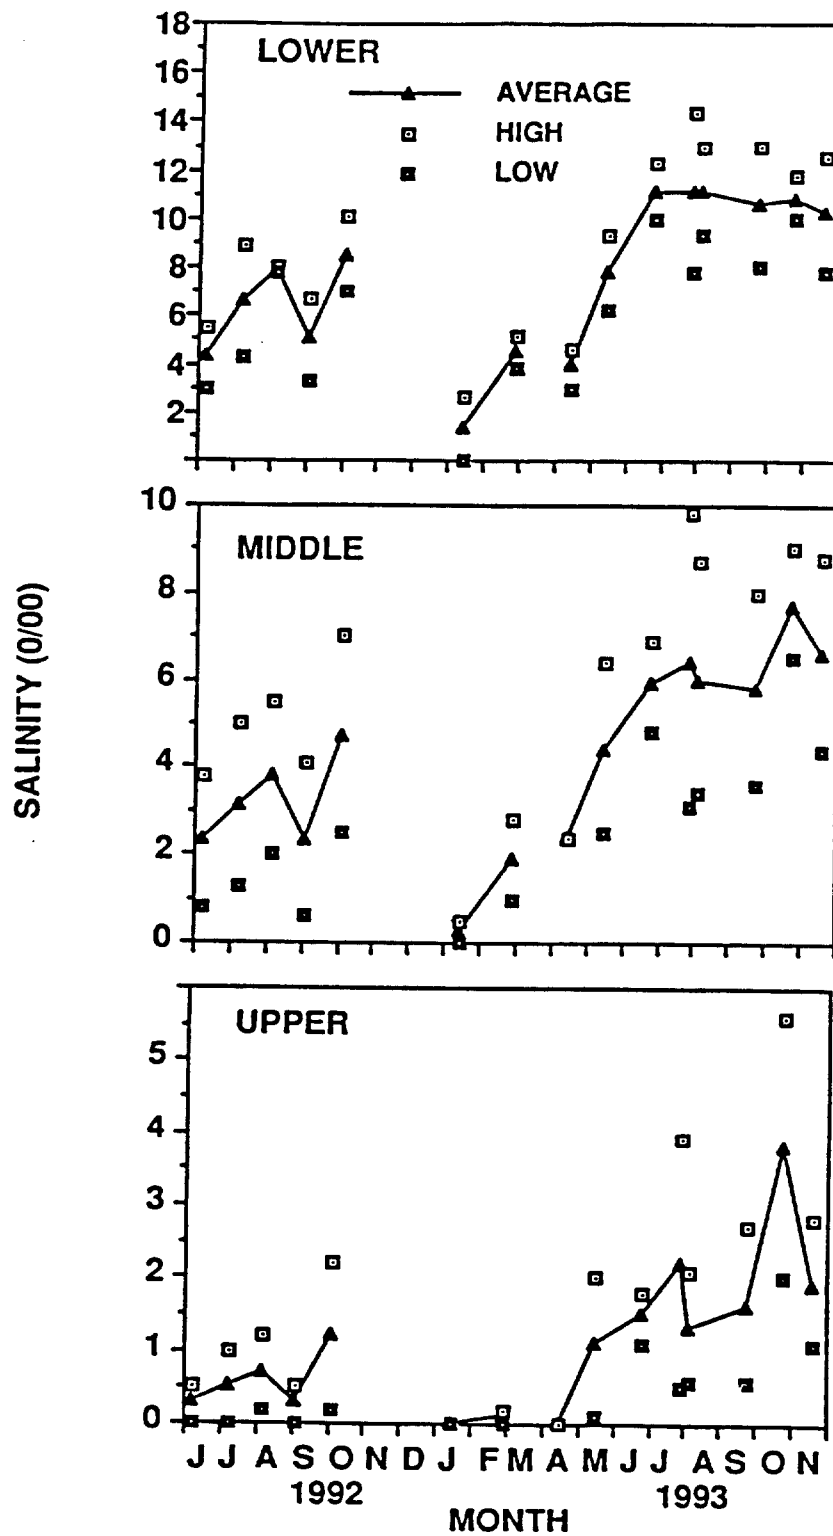 LOWER
AVERAGE
HIGH
LOW
18
16
14
12
10
8
6
4
2
MIDDLE
10
8
6
4
2
0
SALINITY (0/00)
UPPER
5
4
3
2
1
0
J J A S O N D J F M A M J J A S O N
1992 1993
MONTH